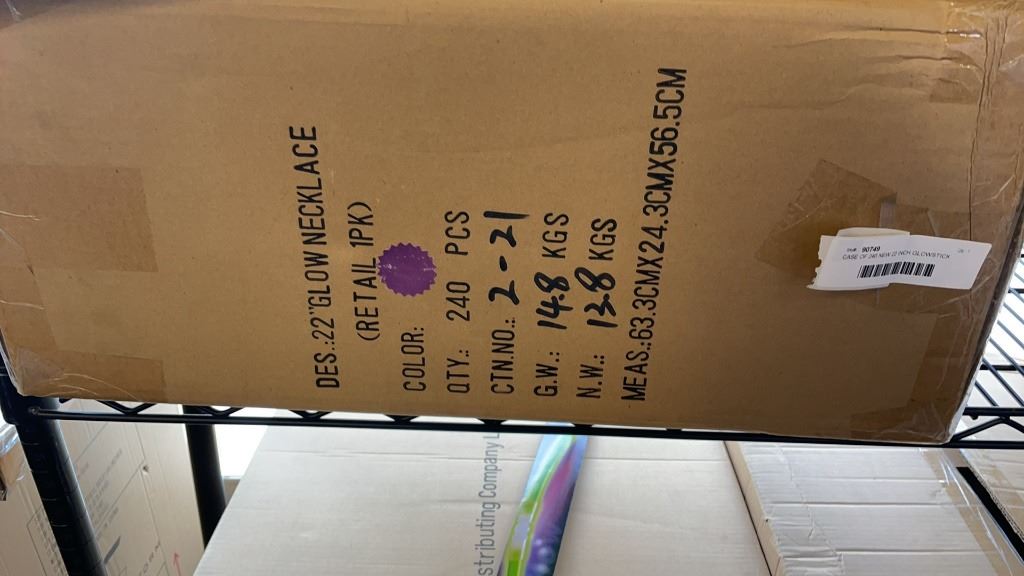 DES.:22"GLOW NECKLACE
(RETAIL 1PK)
COLOR:
QTY.: 240 PCS
CTN.NO.: 2-21
G.W.: 14.8 KGS
N.W.: 13.8 KGS
MEAS.:63.3CMX24.3CMX56.5CM
90749
CASE OF 240 NEW 22 INCH GLOWSTICK
stributing Company L